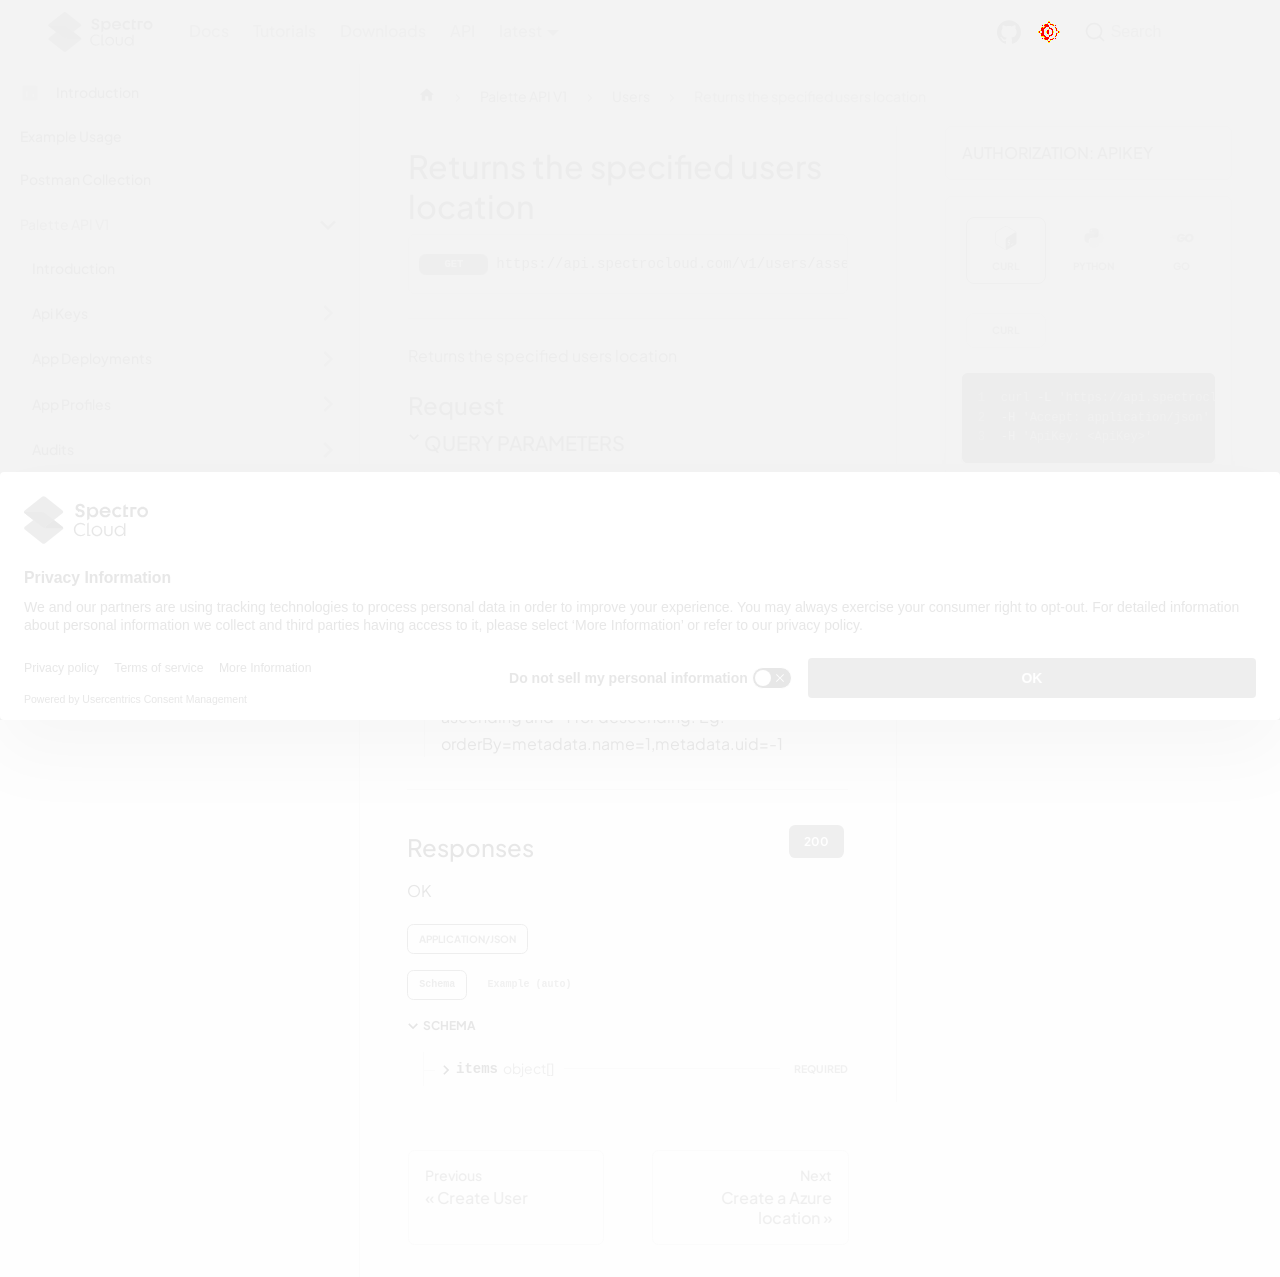 Spectro
Cloud
Docs Tutorials Downloads API latest
Search
Introduction
Example Usage
Postman Collection
Palette API V1
Introduction
Api Keys
App Deployments
App Profiles
Audits
Palette API V1
Users
Returns the specified users location
Returns the specified users
location
GET https://api.spectrocloud.com/v1/users/asse
Returns the specified users location
Request
QUERY PARAMETERS
AUTHORIZATION: APIKEY
CURL PYTHON GO
CURL
Spectro
Cloud
Privacy Information
We and our partners are using tracking technologies to process personal data in order to improve your experience. You may always exercise your consumer right to opt-out. For detailed information
about personal information we collect and third parties having access to it, please select 'More Information' or refer to our privacy policy.
Privacy policy Terms of service More Information
Do not sell my personal information
OK
Powered by Usercentrics Consent Management
orderBy=metadata.name=1,metadata.uid=-1
Responses
200
OK
APPLICATION/JSON
Schema Example (auto)
SCHEMA
items object[] REQUIRED
Previous
« Create User
Next
Create a Azure
location »